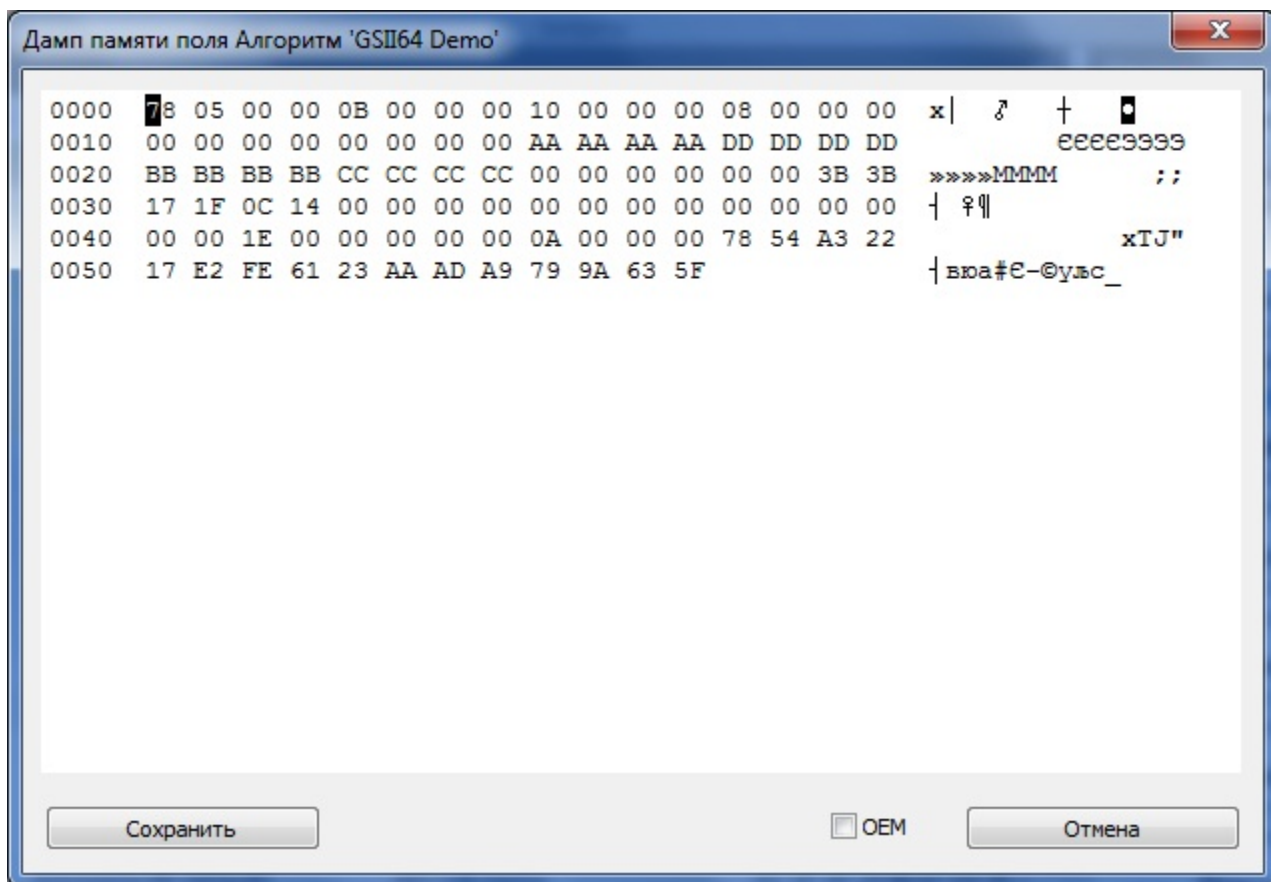 Дамп памяти поля Алгоритм 'GSII64 Demo'
0000 78 05 00 00 0B 00 00 00 10 00 00 00 08 00 00 00 x| ♂ ┼ ◘
0010 00 00 00 00 00 00 00 00 AA AA AA AA DD DD DD DD ЄЄЄЄЭЭЭЭ
0020 BB BB BB BB CC CC CC CC 00 00 00 00 00 00 3B 3B »»»»ММММ ;;
0030 17 1F 0C 14 00 00 00 00 00 00 00 00 00 00 00 00 ┤ ♀¶
0040 00 00 1E 00 00 00 00 00 0A 00 00 00 78 54 A3 22 xTJ"
0050 17 E2 FE 61 23 AA AD A9 79 9A 63 5F ┤вюa#Є-©yљc_
Сохранить
OEM
Отмена